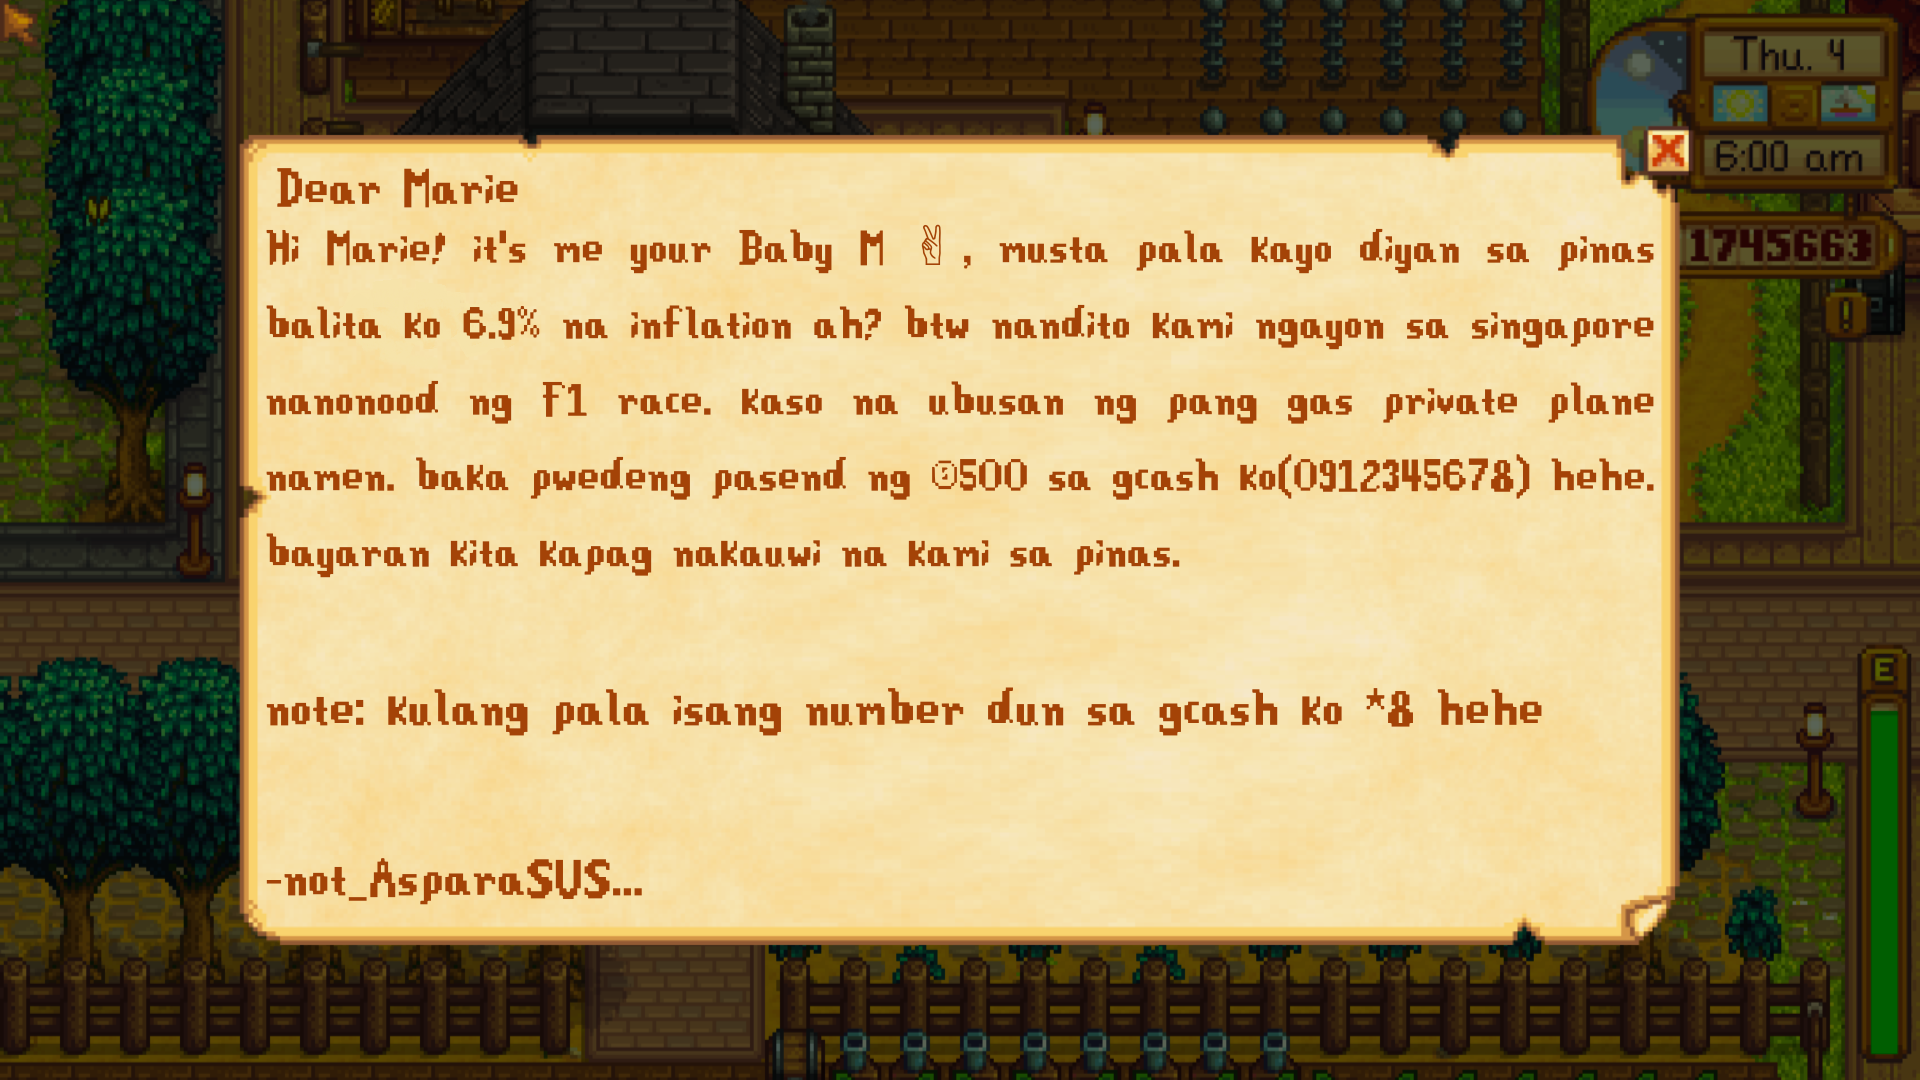 Thu. 4
6:00 am
1745663
Dear Marie
Hi Marie! it's me your Baby M ✌, musta pala kayo diyan sa pinas
balita ko 6.9% na inflation ah? btw nandito kami ngayon sa singapore
nanonood ng F1 race. kaso na ubusan ng pang gas private plane
namen. baka pwedeng pasend ng 500 sa gcash ko(0912345678) hehe.
bayaran kita kapag nakauwi na kami sa pinas.
note: kulang pala isang number dun sa gcash ko *8 hehe
-not_AsparaSUS...
E